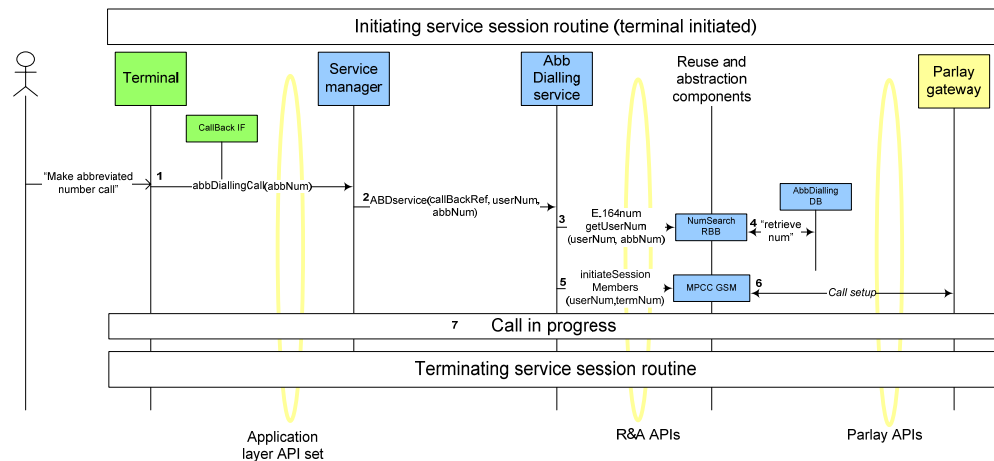 Initiating service session routine (terminal initiated)
Terminal
Service
manager
Abb
Dialling
service
Reuse and
abstraction
components
Parlay
gateway
CallBack IF
"Make abbreviated
number call"
1
abbDiallingCall(abbNum)
2
ABDservice(callBackRef, userNum,
abbNum)
AbbDialling
DB
3
E.164num
getUserNum
(userNum, abbNum)
NumSearch
RBB
4
"retrieve
num"
5
initiateSession
Members
(userNum,termNum)
MPCC GSM
6
Call setup
7
Call in progress
Terminating service session routine
Application
layer API set
R&A APIs
Parlay APIs